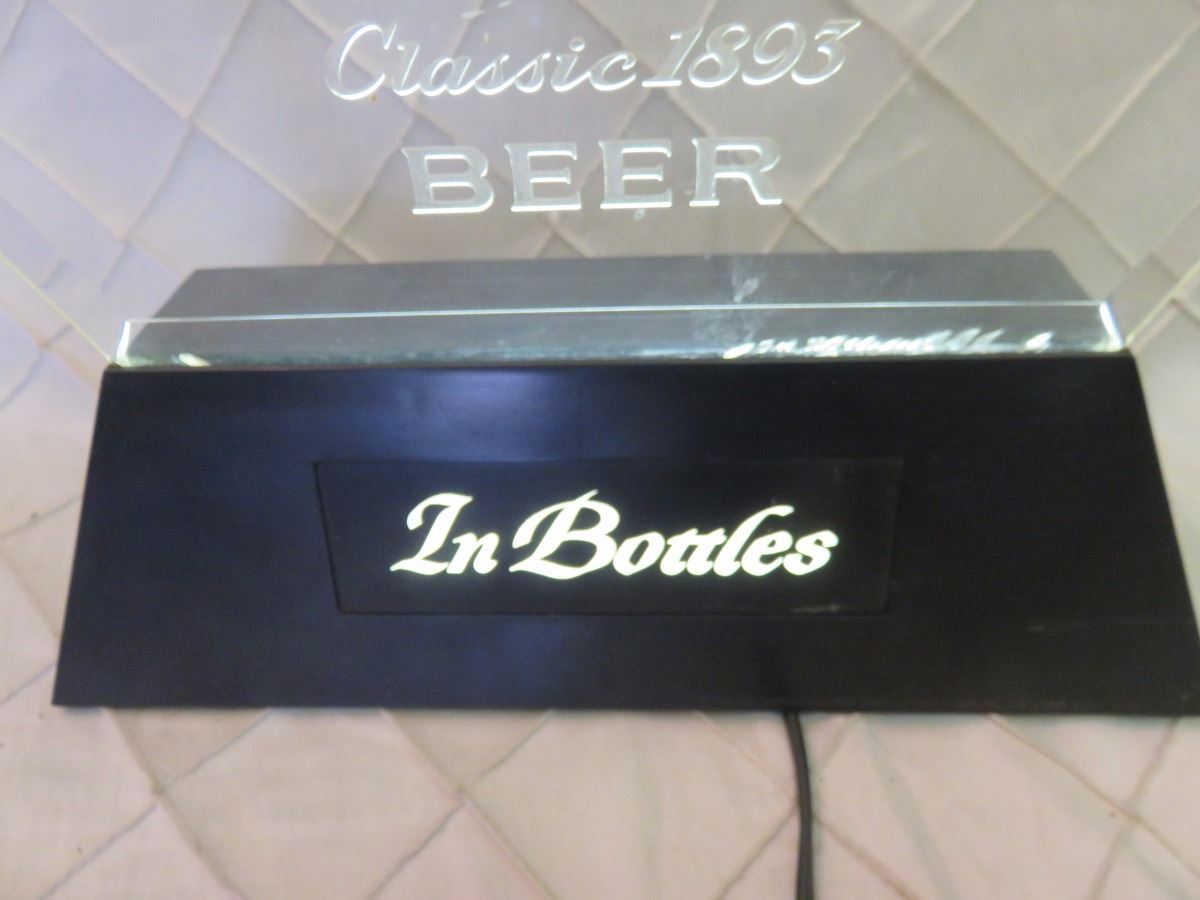 Classic 1893
BEER
In Bottles